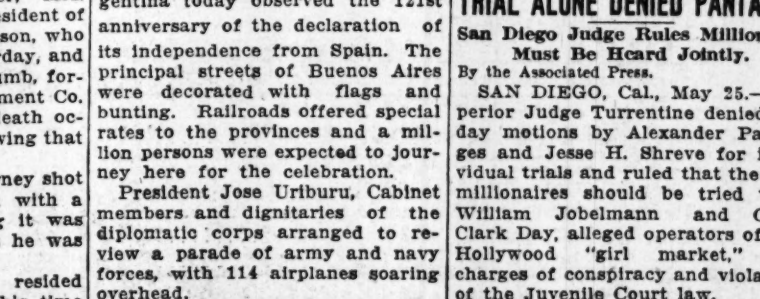 sident of
son, who
day, and
umb, for-
ment Co.
eath oc-
ving that
ney shot
with a
it was
he was
resided
gentina today observed the 121st
anniversary of the declaration of
its independence from Spain. The
principal streets of Buenos Aires
were decorated with flags and
bunting. Railroads offered special
rates to the provinces and a mil-
lion persons were expected to jour-
ney here for the celebration.
President Jose Uriburu, Cabinet
members and dignitaries of the
diplomatic corps arranged to re-
view a parade of army and navy
forces, with 114 airplanes soaring
overhead.
TRIAL ALONE DENIED PANTA
San Diego Judge Rules Million
Must Be Heard Jointly.
By the Associated Press.
SAN DIEGO, Cal., May 25.—
perior Judge Turrentine denied
day motions by Alexander Pa
ges and Jesse H. Shreve for
vidual trials and ruled that the
millionaires should be tried
William Jobelmann and
Clark Day, alleged operators of
Hollywood "girl market,"
charges of conspiracy and viola
of the Juvenile Court law.